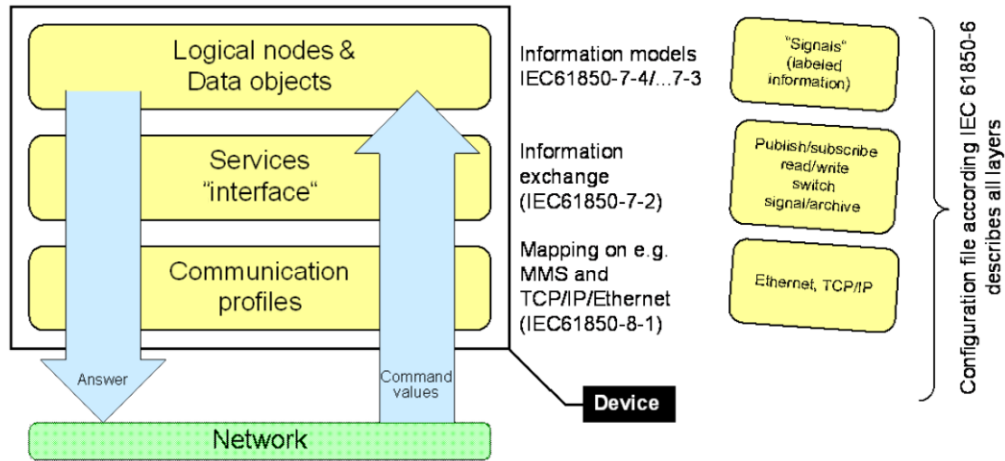 Logical nodes &
Data objects
Information models
IEC61850-7-4/...7-3
"Signals"
(labeled
information)
Services
"interface"
Information
exchange
(IEC61850-7-2)
Publish/subscribe
read/write
switch
signal/archive
Communication
profiles
Mapping on e.g.
MMS and
TCP/IP/Ethernet
(IEC61850-8-1)
Ethernet, TCP/IP
Configuration file according IEC 61850-6
describes all layers
Answer
Command
values
Device
Network